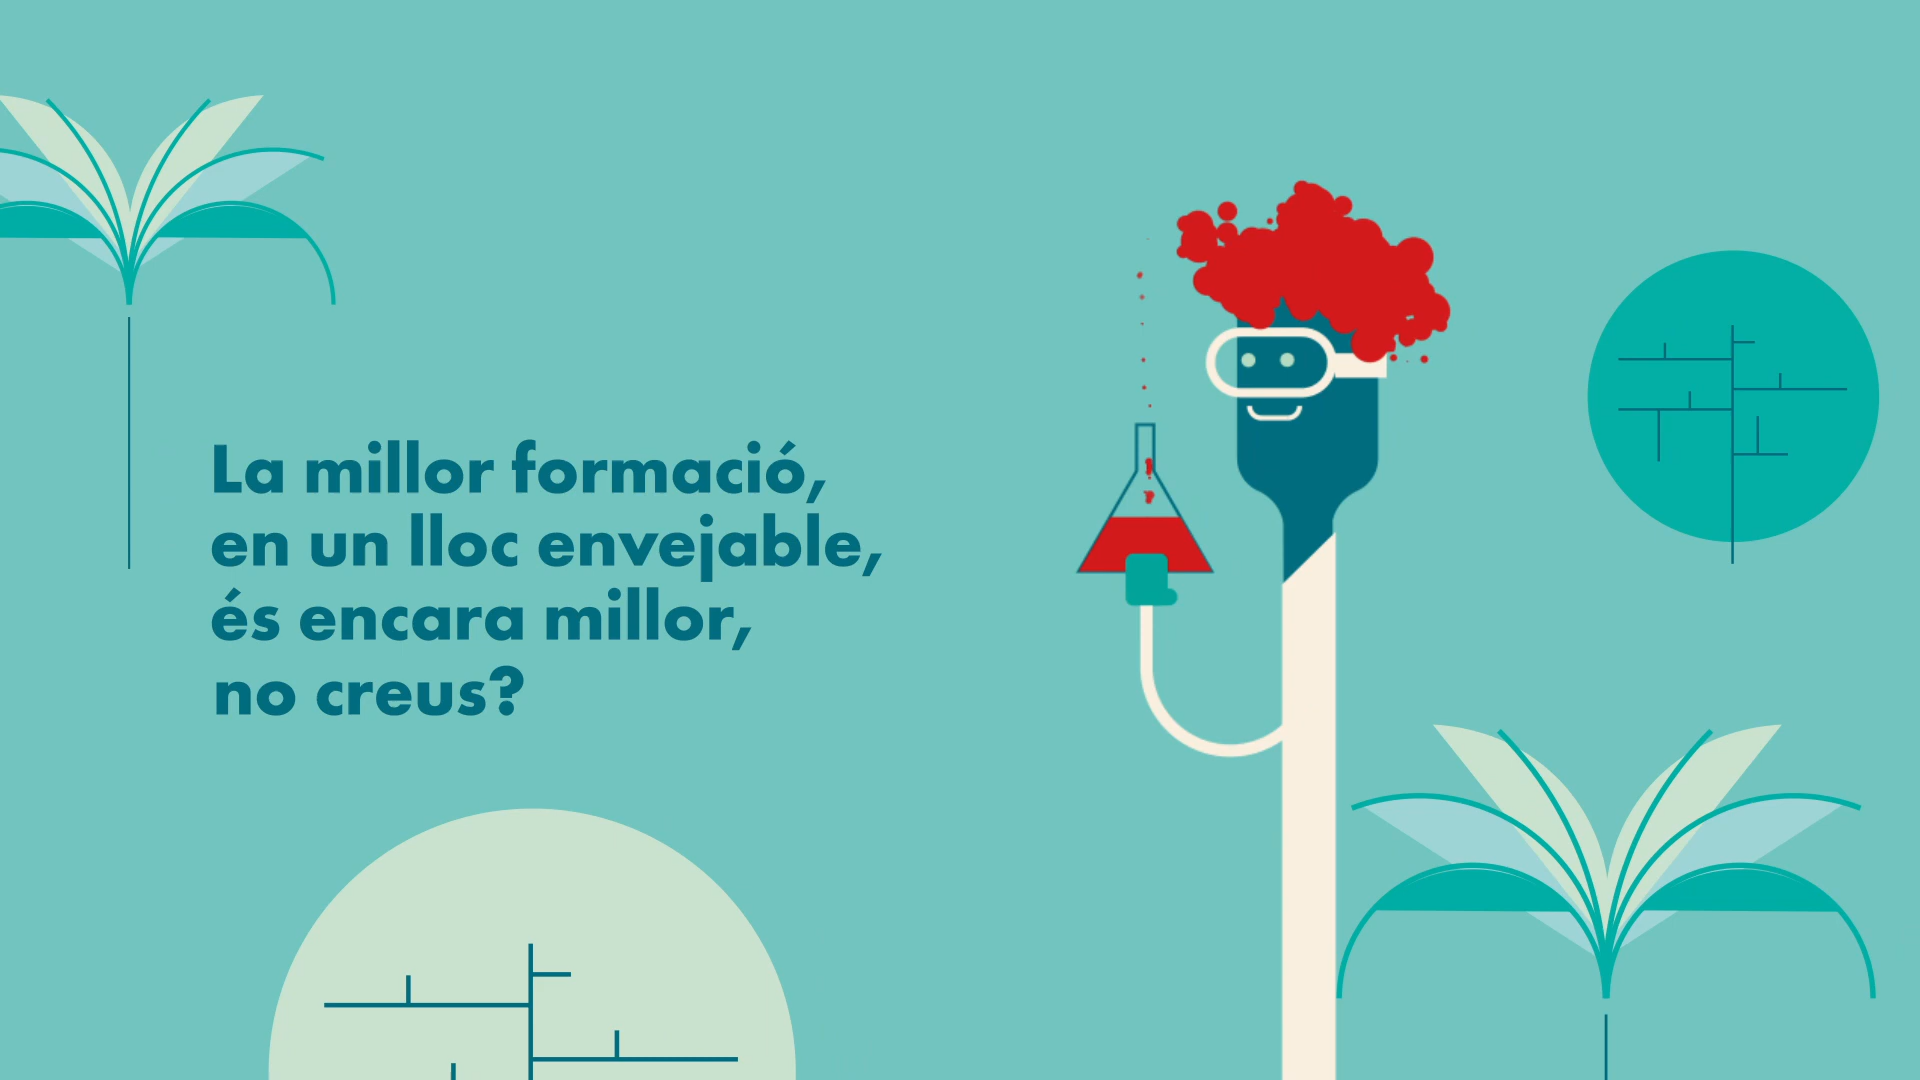 La millor formació,
en un lloc envejable,
és encara millor,
no creus?